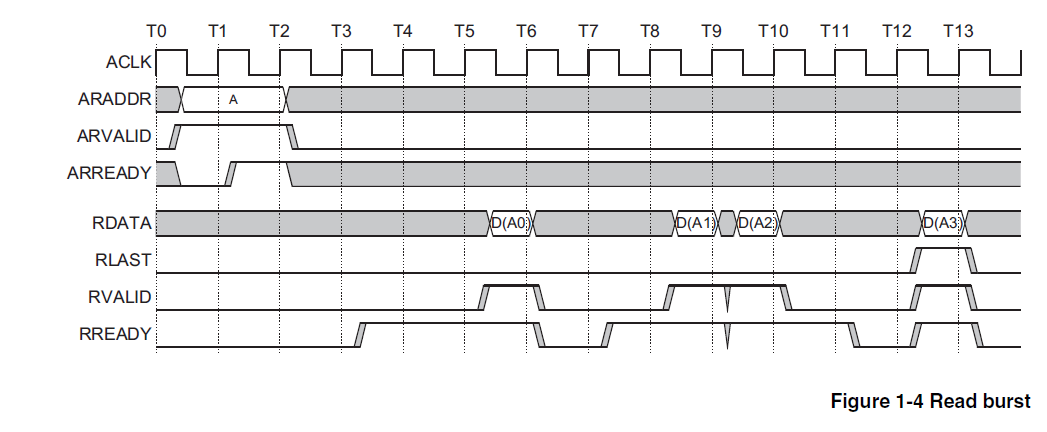 T0 T1 T2 T3 T4 T5 T6 T7 T8 T9 T10 T11 T12 T13
ACLK
ARADDR A
ARVALID
ARREADY
RDATA D(A0) D(A1) D(A2) D(A3)
RLAST
RVALID
RREADY
Figure 1-4 Read burst